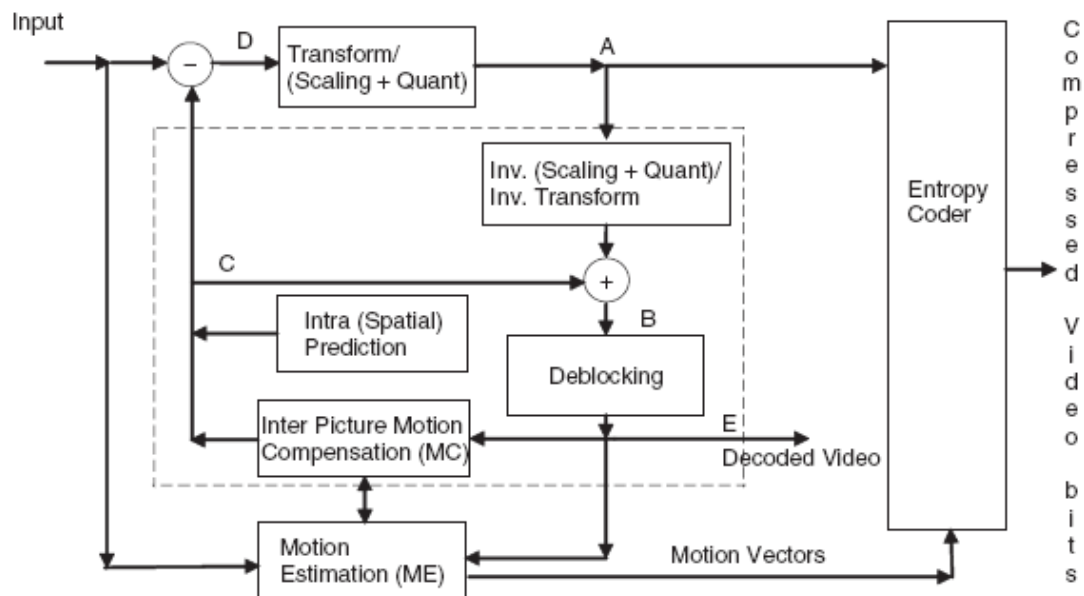 Input
D
Transform/
(Scaling + Quant)
A
−
Inv. (Scaling + Quant)/
Inv. Transform
Entropy
Coder
C
+
B
Intra (Spatial)
Prediction
Deblocking
Inter Picture Motion
Compensation (MC)
E
Decoded Video
Motion
Estimation (ME)
Motion Vectors
Compressed Video bits